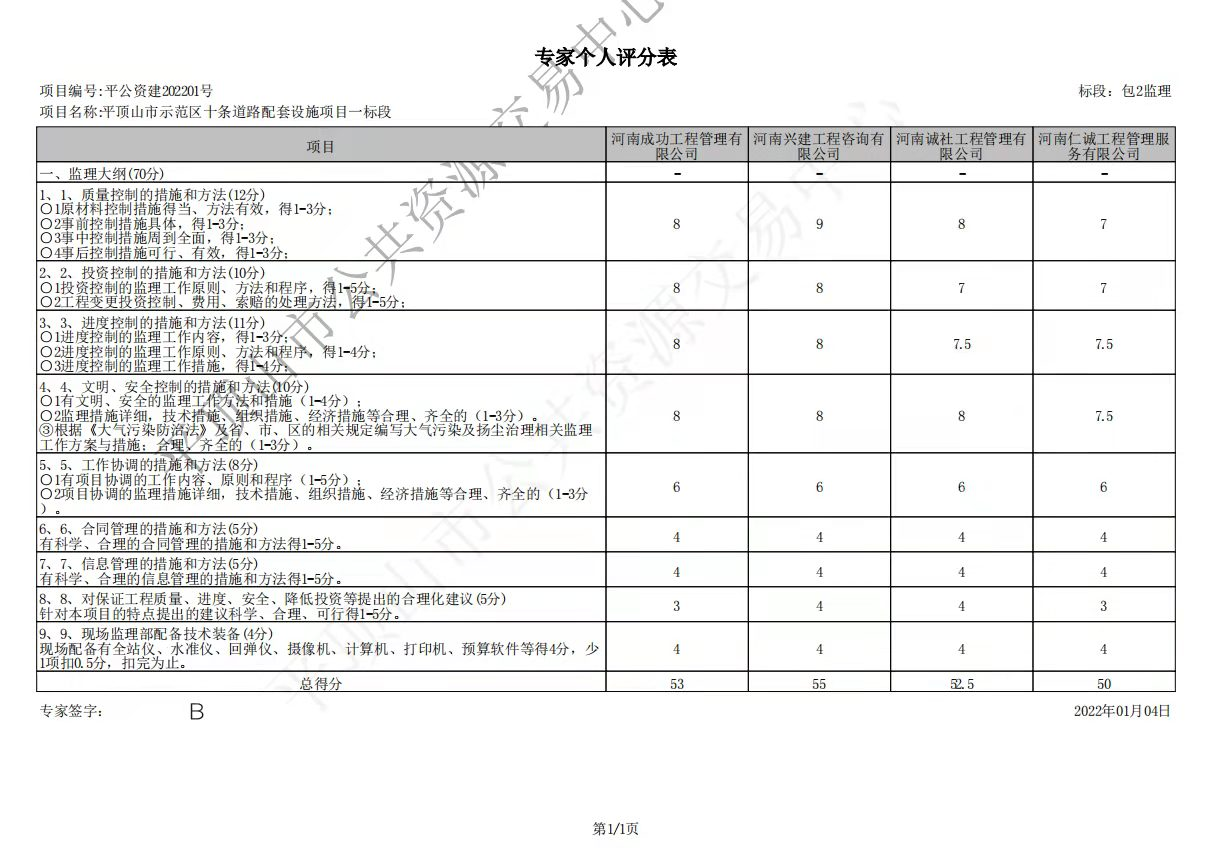 专家个人评分表
项目编号:平公资建202201号
标段：包2监理
项目名称:平顶山市示范区十条道路配套设施项目一标段
项目
河南成功工程管理有
限公司
河南兴建工程咨询有
限公司
河南诚社工程管理有
限公司
河南仁诚工程管理服
务有限公司
一、监理大纲(70分) - - - -
1、1、质量控制的措施和方法(12分)
〇1原材料控制措施得当、方法有效，得1-3分；
〇2事前控制措施具体，得1-3分；
〇3事中控制措施周到全面，得1-3分；
〇4事后控制措施可行、有效，得1-3分；
8 9 8 7
2、2、投资控制的措施和方法(10分)
〇1投资控制的监理工作原则、方法和程序，得1-5分；
〇2工程变更投资控制、费用、索赔的处理方法，得1-5分；
8 8 7 7
3、3、进度控制的措施和方法(11分)
〇1进度控制的监理工作内容，得1-3分；
〇2进度控制的监理工作原则、方法和程序，得1-4分；
〇3进度控制的监理工作措施，得1-4分；
8 8 7.5 7.5
4、4、文明、安全控制的措施和方法(10分)
〇1有文明、安全的监理工作方法和措施（1-4分）；
〇2监理措施详细，技术措施、组织措施、经济措施等合理、齐全的（1-3分）。
③根据《大气污染防治法》及省、市、区的相关规定编写大气污染及扬尘治理相关监理
工作方案与措施；合理、齐全的（1-3分）。
8 8 8 7.5
5、5、工作协调的措施和方法(8分)
〇1有项目协调的工作内容、原则和程序（1-5分）；
〇2项目协调的监理措施详细，技术措施、组织措施、经济措施等合理、齐全的（1-3分
）。
6 6 6 6
6、6、合同管理的措施和方法(5分)
有科学、合理的合同管理的措施和方法得1-5分。
4 4 4 4
7、7、信息管理的措施和方法(5分)
有科学、合理的信息管理的措施和方法得1-5分。
4 4 4 4
8、8、对保证工程质量、进度、安全、降低投资等提出的合理化建议(5分)
针对本项目的特点提出的建议科学、合理、可行得1-5分。
3 4 4 3
9、9、现场监理部配备技术装备(4分)
现场配备有全站仪、水准仪、回弹仪、摄像机、计算机、打印机、预算软件等得4分，少
1项扣0.5分，扣完为止。
4 4 4 4
总得分 53 55 52.5 50
专家签字： B
2022年01月04日
第1/1页
平顶山市公共资源交易中心
平顶山市公共资源交易中心